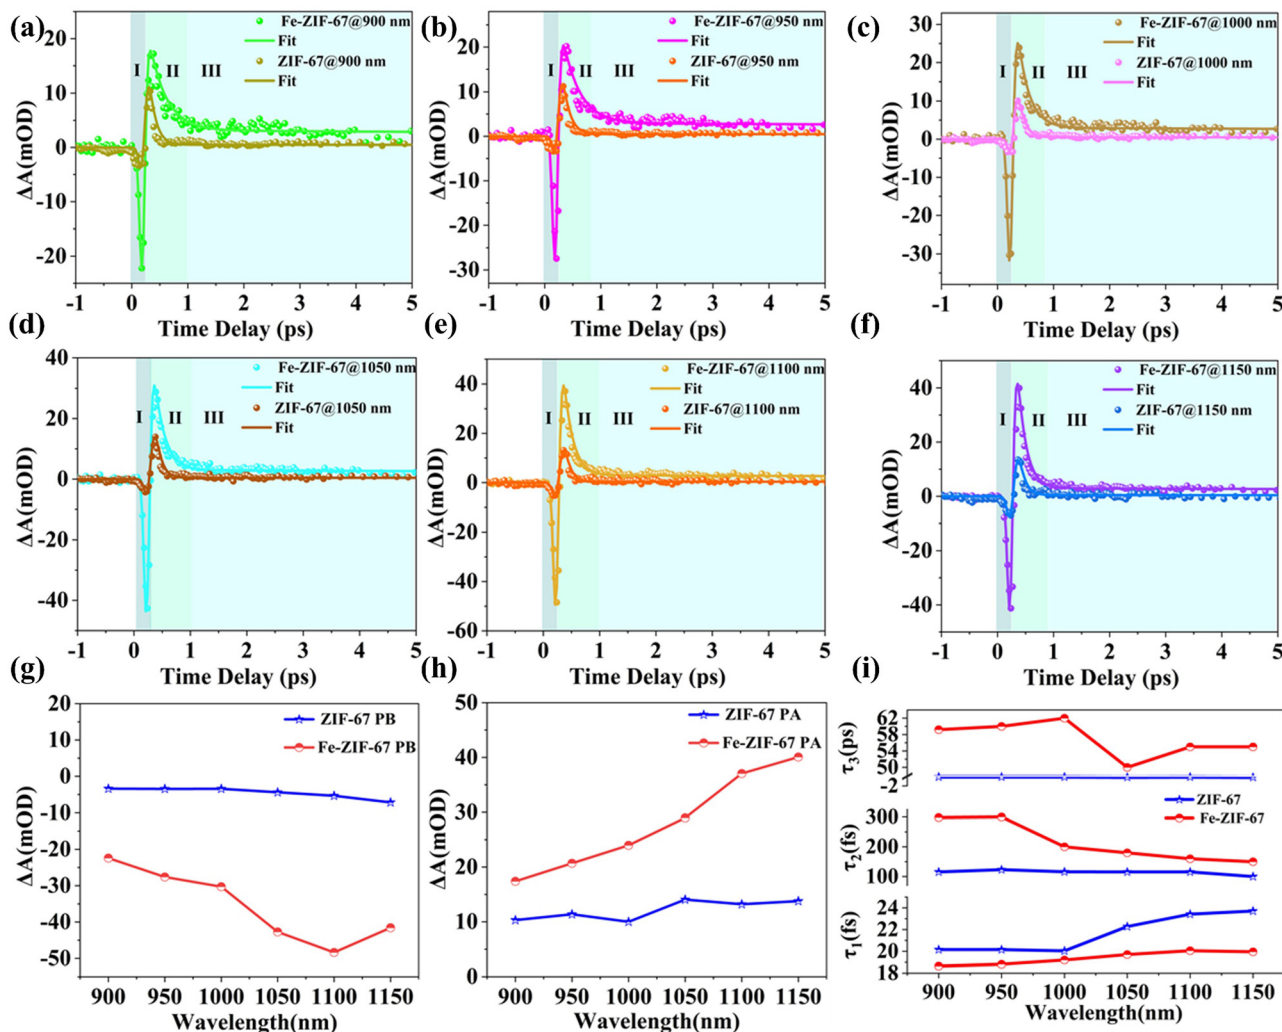 (a)
Fe-ZIF-67@900 nm
Fit
ZIF-67@900 nm
Fit
I II III
ΔA(mOD)
20
10
0
-10
-20
-1 0 1 2 3 4 5
Time Delay (ps)
(b)
Fe-ZIF-67@950 nm
Fit
ZIF-67@950 nm
Fit
I II III
ΔA(mOD)
20
10
0
-10
-20
-30
-1 0 1 2 3 4 5
Time Delay (ps)
(c)
Fe-ZIF-67@1000 nm
Fit
ZIF-67@1000 nm
Fit
I II III
ΔA(mOD)
30
20
10
0
-10
-20
-30
-1 0 1 2 3 4 5
Time Delay (ps)
(d)
Fe-ZIF-67@1050 nm
Fit
ZIF-67@1050 nm
Fit
I II III
ΔA(mOD)
40
20
0
-20
-40
-1 0 1 2 3 4 5
Time Delay (ps)
(e)
Fe-ZIF-67@1100 nm
Fit
ZIF-67@1100 nm
Fit
I II III
ΔA(mOD)
40
20
0
-20
-40
-60
-1 0 1 2 3 4 5
Time Delay (ps)
(f)
Fe-ZIF-67@1150 nm
Fit
ZIF-67@1150 nm
Fit
I II III
ΔA(mOD)
40
20
0
-20
-40
-1 0 1 2 3 4 5
Time Delay (ps)
(g)
ZIF-67 PB
Fe-ZIF-67 PB
ΔA(mOD)
20
10
0
-10
-20
-30
-40
-50
900 950 1000 1050 1100 1150
Wavelength(nm)
(h)
ZIF-67 PA
Fe-ZIF-67 PA
ΔA(mOD)
50
40
30
20
10
0
900 950 1000 1050 1100 1150
Wavelength(nm)
(i)
τ3(ps)
62
58
54
50
-2
ZIF-67
Fe-ZIF-67
τ2(fs)
300
200
100
τ1(fs)
24
22
20
18
900 950 1000 1050 1100 1150
Wavelength(nm)